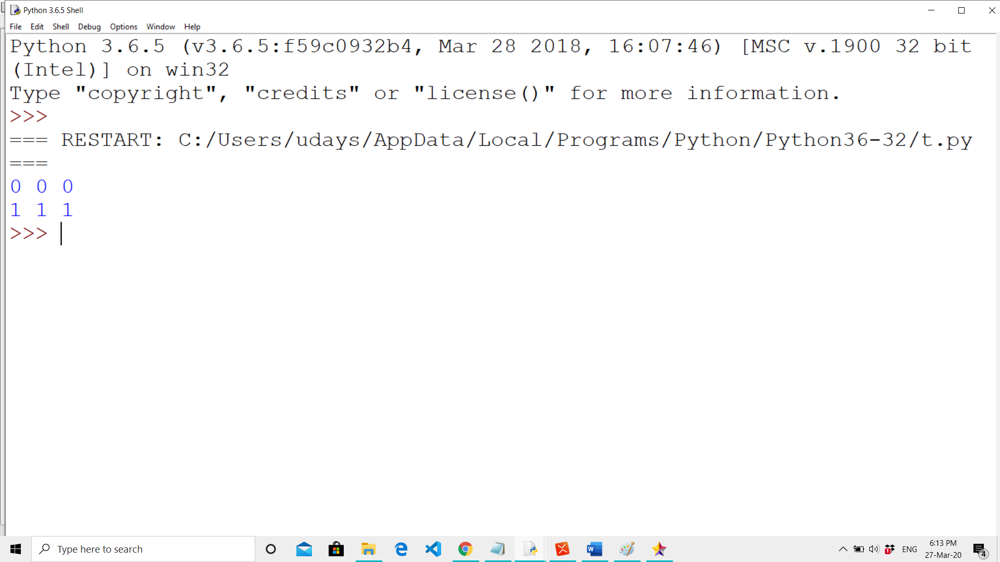 Python 3.6.5 Shell
File Edit Shell Debug Options Window Help
Python 3.6.5 (v3.6.5:f59c0932b4, Mar 28 2018, 16:07:46) [MSC v.1900 32 bit
(Intel)] on win32
Type "copyright", "credits" or "license()" for more information.
>>>
=== RESTART: C:/Users/udays/AppData/Local/Programs/Python/Python36-32/t.py
===
0 0 0
1 1 1
>>>
Type here to search
W
1
ENG
6:13 PM
27-Mar-20
4